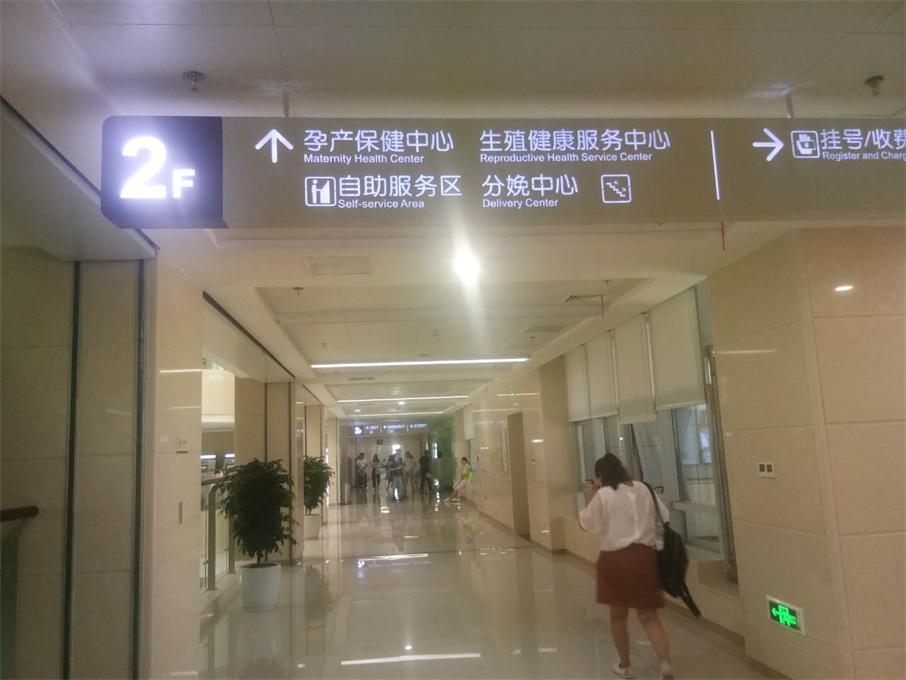 2F
孕产保健中心
Maternity Health Center
生殖健康服务中心
Reproductive Health Service Center
自助服务区
Self-service Area
分娩中心
Delivery Center
挂号/收费
Register and Charg